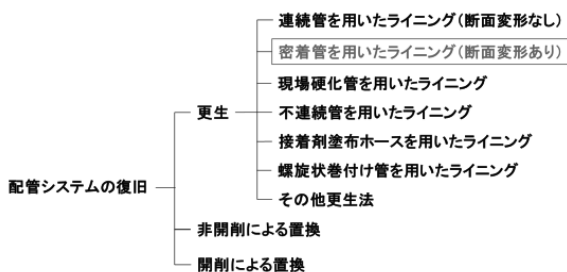 連続管を用いたライニング(断面変形なし)
密着管を用いたライニング(断面変形あり)
現場硬化管を用いたライニング
更生
不連続管を用いたライニング
接着剤塗布ホースを用いたライニング
螺旋状巻付け管を用いたライニング
配管システムの復旧
その他更生法
非開削による置換
開削による置換